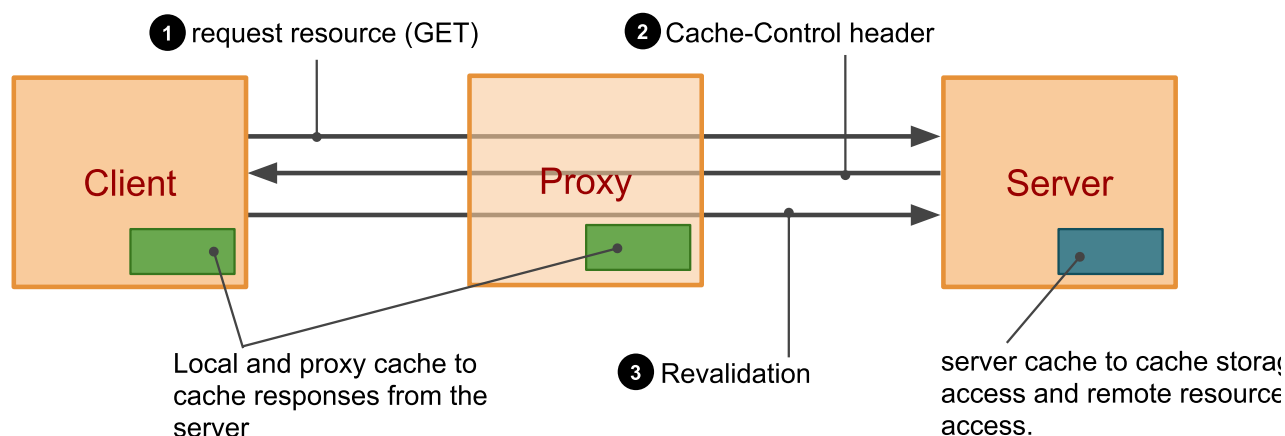 1 request resource (GET)
2 Cache-Control header
Client
Proxy
Server
Local and proxy cache to
cache responses from the
server
3 Revalidation
server cache to cache storag
access and remote resource
access.